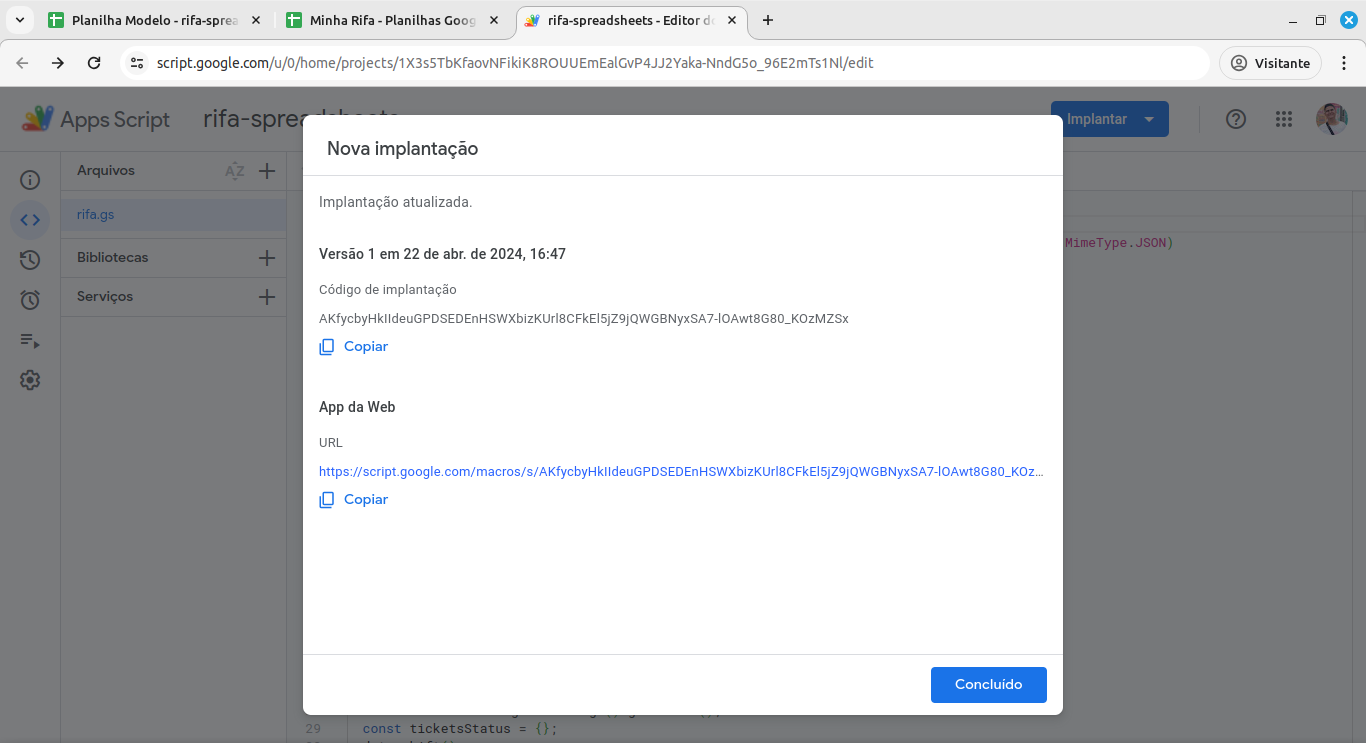 Planilha Modelo - rifa-sprea
Minha Rifa - Planilhas Goog
rifa-spreadsheets - Editor de
script.google.com/u/0/home/projects/1X3s5TbKfaovNFikiK8ROUUEmEalGvP4JJ2Yaka-NndG5o_96E2mTs1Nl/edit
Visitante
Apps Script
rifa-spreadsheets
Implantar
Arquivos
AZ
rifa.gs
Bibliotecas
Serviços
MimeType.JSON)
Nova implantação
Implantação atualizada.
Versão 1 em 22 de abr. de 2024, 16:47
Código de implantação
AKfycbyHkIIdeuGPDSEDEnHSWXbizKUrl8CFkEl5jZ9jQWGBNyxSA7-lOAwt8G80_KOzMZSx
Copiar
App da Web
URL
https://script.google.com/macros/s/AKfycbyHkIIdeuGPDSEDEnHSWXbizKUrl8CFkEl5jZ9jQWGBNyxSA7-lOAwt8G80_KOz...
Copiar
Concluído
29 const ticketsStatus = {};